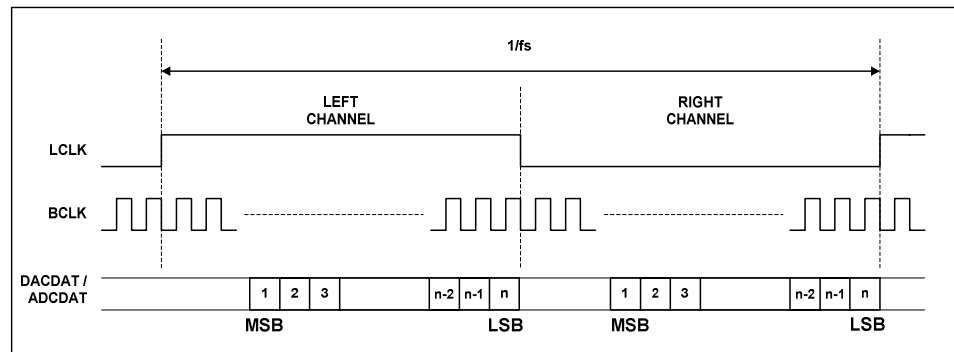 1/fs
LEFT
CHANNEL
RIGHT
CHANNEL
LCLK
BCLK
DACDAT /
ADCDAT
1 2 3 n-2 n-1 n 1 2 3 n-2 n-1 n
MSB LSB MSB LSB